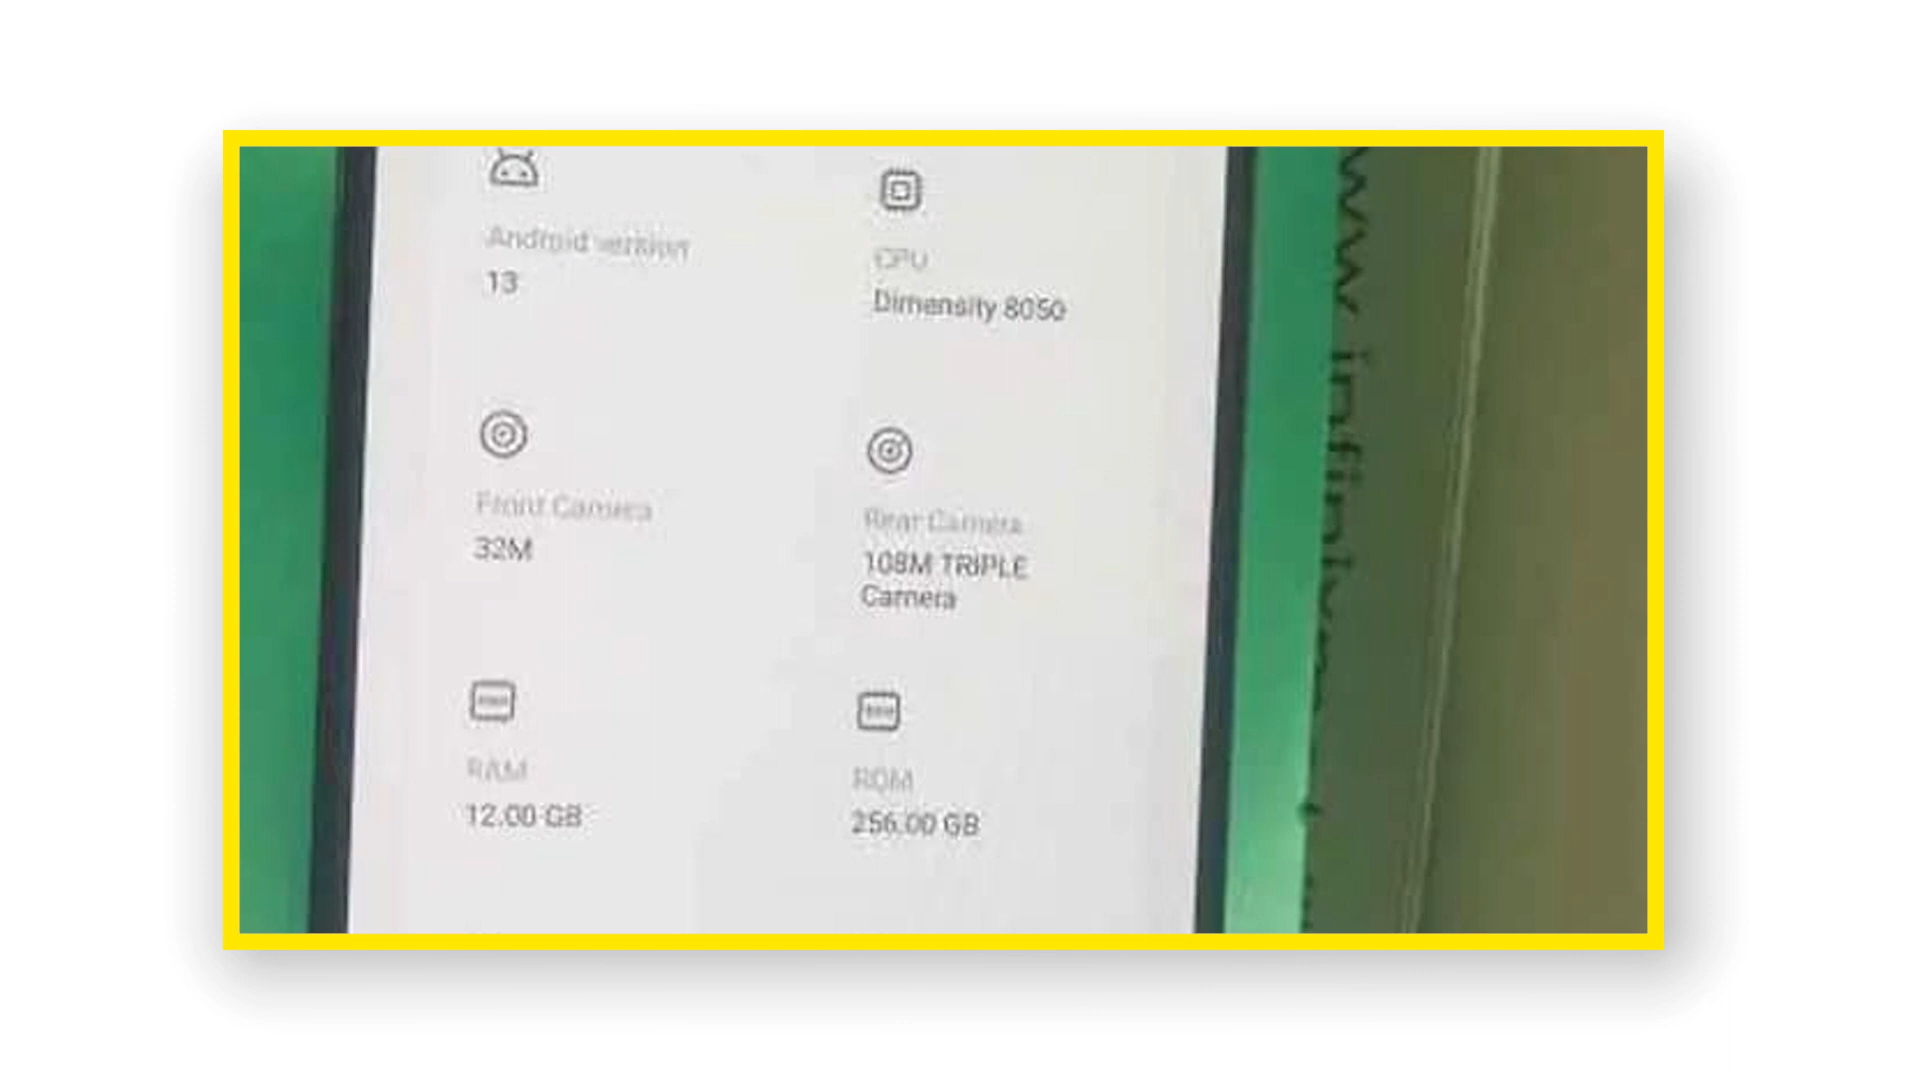 Android version
13
CPU
Dimensity 8050
Front Camera
32M
Rear Camera
108M TRIPLE
Camera
RAM
12.00 GB
ROM
256.00 GB